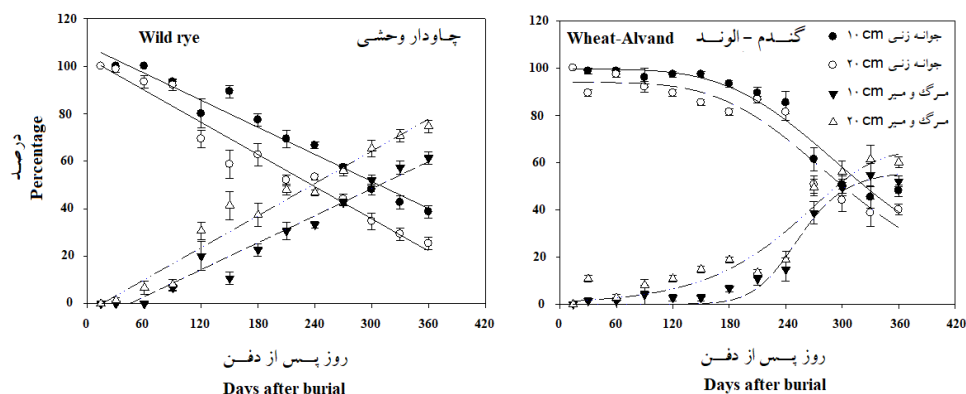 120
100
80
60
40
20
0
درصد
Percentage
Wild rye چاودار وحشی
0 60 120 180 240 300 360 420
روز پس از دفن
Days after burial
120
100
80
60
40
20
0
Wheat-Alvand گندم - الوند
جوانه زنی ۱۰ cm
جوانه زنی ۲۰ cm
مرگ و میر ۱۰ cm
مرگ و میر ۲۰ cm
0 60 120 180 240 300 360 420
روز پس از دفن
Days after burial